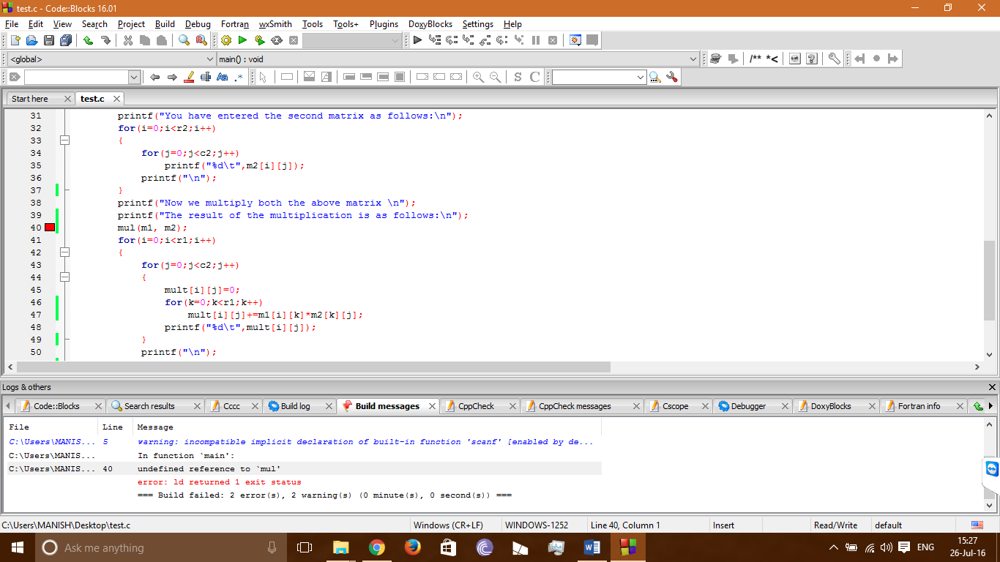 test.c - Code::Blocks 16.01
File Edit View Search Project Build Debug Fortran wxSmith Tools Tools+ Plugins DoxyBlocks Settings Help
<global> main() : void /** *<
Aa .* S C
Start here test.c
31 printf("You have entered the second matrix as follows:\n");
32 for(i=0;i<r2;i++)
33 {
34 for(j=0;j<c2;j++)
35 printf("%d\t",m2[i][j]);
36 printf("\n");
37 }
38 printf("Now we multiply both the above matrix \n");
39 printf("The result of the multiplication is as follows:\n");
40 mul(m1, m2);
41 for(i=0;i<r1;i++)
42 {
43 for(j=0;j<c2;j++)
44 {
45 mult[i][j]=0;
46 for(k=0;k<r1;k++)
47 mult[i][j]+=m1[i][k]*m2[k][j];
48 printf("%d\t",mult[i][j]);
49 }
50 printf("\n");
Logs & others
Code::Blocks Search results Cccc Build log Build messages CppCheck CppCheck messages Cscope Debugger DoxyBlocks Fortran info
File Line Message
C:\Users\MANIS... 5 warning: incompatible implicit declaration of built-in function 'scanf' [enabled by de...
C:\Users\MANIS... In function `main':
C:\Users\MANIS... 40 undefined reference to `mul'
error: ld returned 1 exit status
=== Build failed: 2 error(s), 2 warning(s) (0 minute(s), 0 second(s)) ===
C:\Users\MANISH\Desktop\test.c Windows (CR+LF) WINDOWS-1252 Line 40, Column 1 Insert Read/Write default
Ask me anything ENG 15:27
26-Jul-16